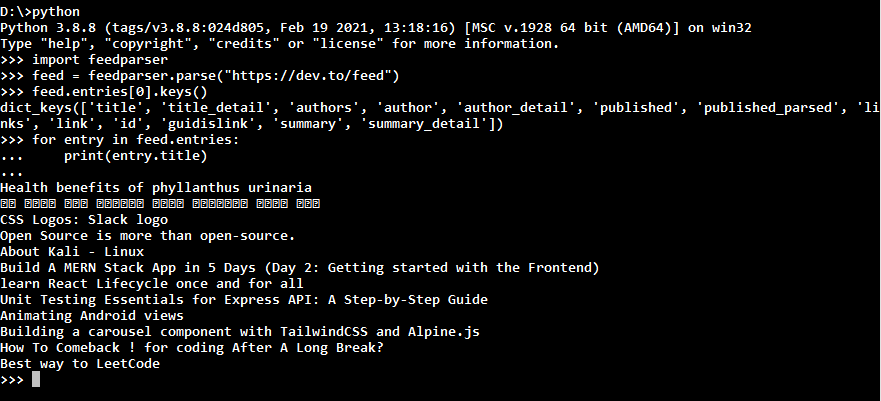 D:\>python
Python 3.8.8 (tags/v3.8.8:024d805, Feb 19 2021, 13:18:16) [MSC v.1928 64 bit (AMD64)] on win32
Type "help", "copyright", "credits" or "license" for more information.
>>> import feedparser
>>> feed = feedparser.parse("https://dev.to/feed")
>>> feed.entries[0].keys()
dict_keys(['title', 'title_detail', 'authors', 'author', 'author_detail', 'published', 'published_parsed', 'li
nks', 'link', 'id', 'guidislink', 'summary', 'summary_detail'])
>>> for entry in feed.entries:
...     print(entry.title)
...
Health benefits of phyllanthus urinaria
CSS Logos: Slack logo
Open Source is more than open-source.
About Kali - Linux
Build A MERN Stack App in 5 Days (Day 2: Getting started with the Frontend)
learn React Lifecycle once and for all
Unit Testing Essentials for Express API: A Step-by-Step Guide
Animating Android views
Building a carousel component with TailwindCSS and Alpine.js
How To Comeback ! for coding After A Long Break?
Best way to LeetCode
>>>